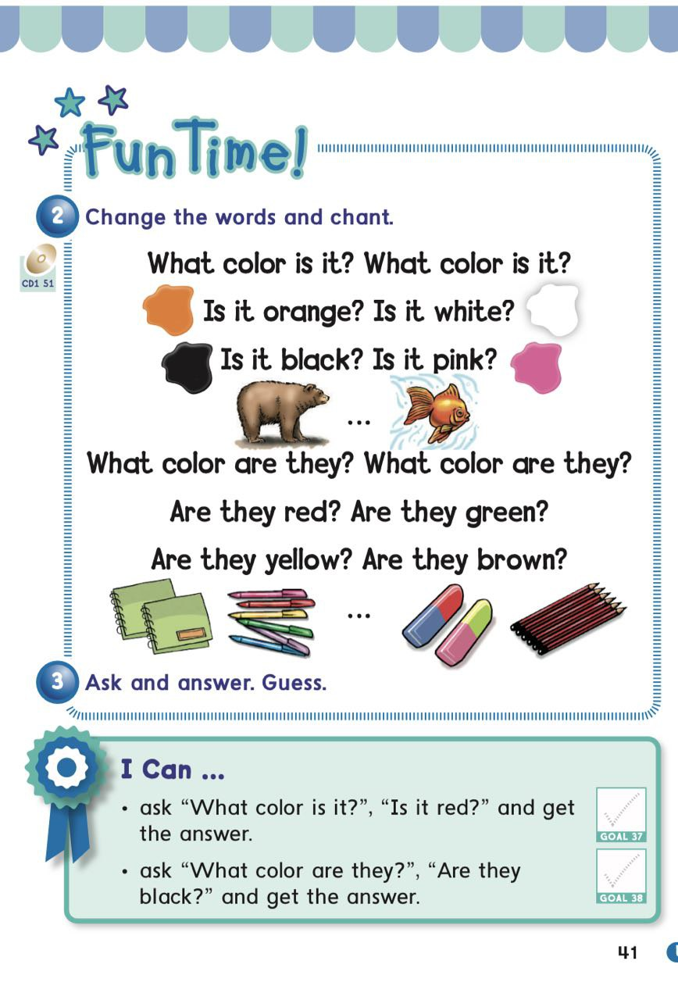 Fun Time!
2 Change the words and chant.
CD1 51
What color is it? What color is it?
Is it orange? Is it white?
Is it black? Is it pink?
...
What color are they? What color are they?
Are they red? Are they green?
Are they yellow? Are they brown?
...
3 Ask and answer. Guess.
I Can ...
• ask “What color is it?”, “Is it red?” and get
the answer.
GOAL 37
• ask “What color are they?”, “Are they
black?” and get the answer.
GOAL 38
41